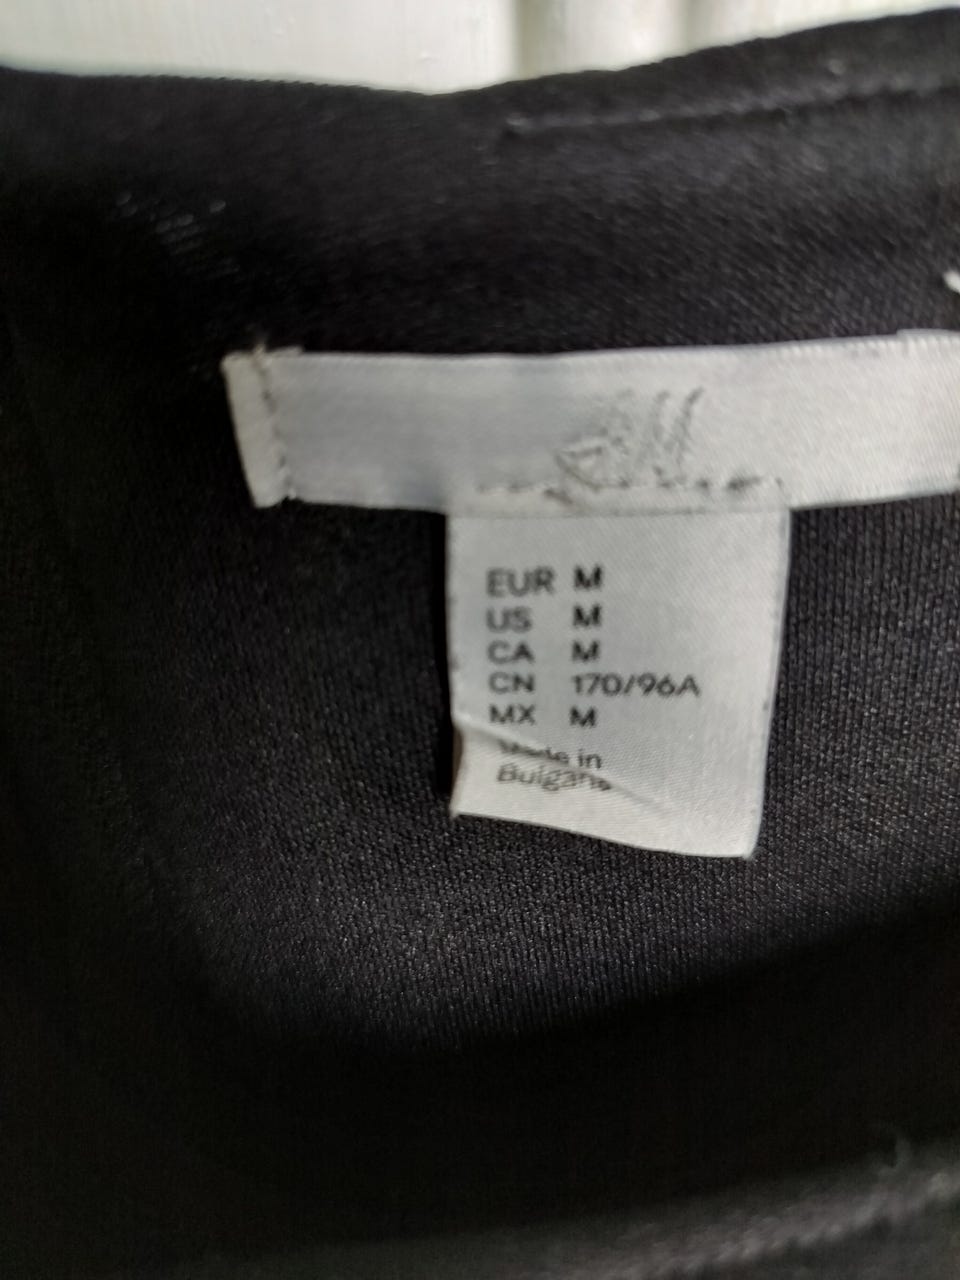 EUR M
US M
CA M
CN 170/96A
MX M
Made in
Bulgaria